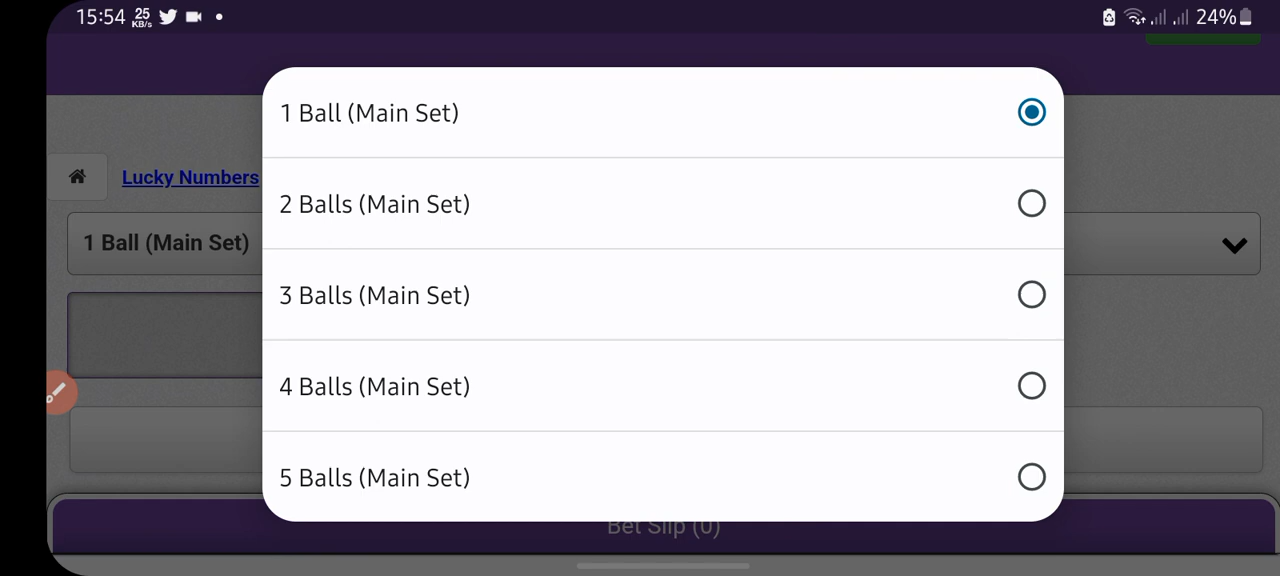 15:54 25 KB/s 24%
1 Ball (Main Set)
2 Balls (Main Set)
Lucky Numbers
1 Ball (Main Set)
3 Balls (Main Set)
4 Balls (Main Set)
5 Balls (Main Set)
Bet Slip (0)